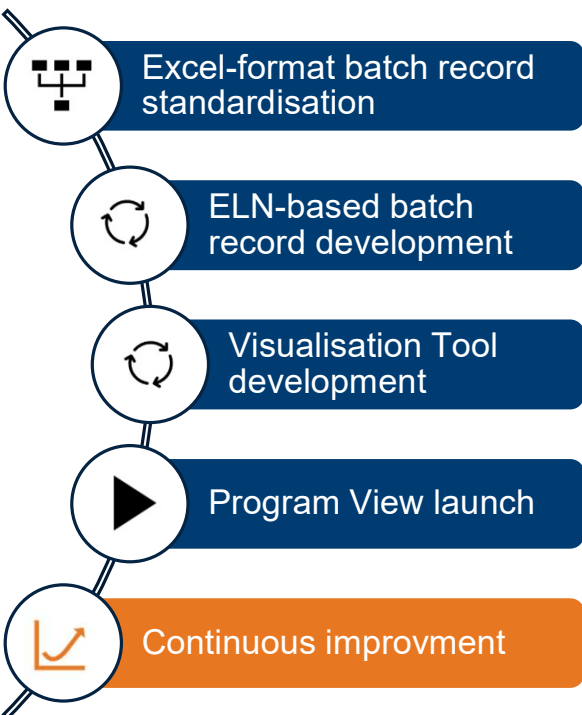 Excel-format batch record
standardisation
ELN-based batch
record development
Visualisation Tool
development
Program View launch
Continuous improvment